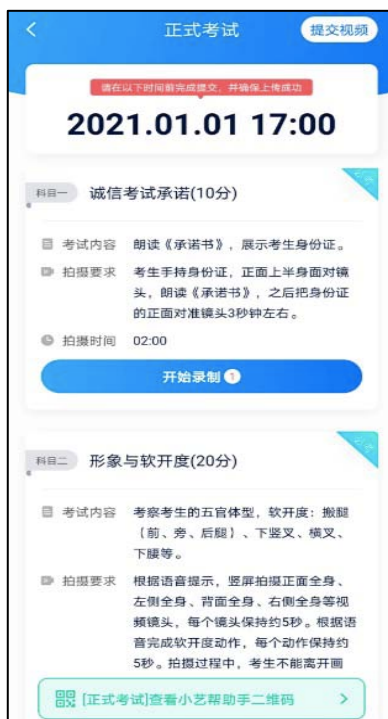 正式考试
提交视频
请在以下时间前完成提交，并确保上传成功
2021.01.01 17:00
科目一
诚信考试承诺(10分)
考试内容
朗读《承诺书》，展示考生身份证。
拍摄要求
考生手持身份证，正面上半身面对镜
头，朗读《承诺书》，之后把身份证
的正面对准镜头3秒钟左右。
拍摄时间
02:00
开始录制 1
科目二
形象与软开度(20分)
考试内容
考察考生的五官体型，软开度：搬腿
（前、旁、后腿）、下竖叉、横叉、
下腰等。
拍摄要求
根据语音提示，竖屏拍摄正面全身、
左侧全身、背面全身、右侧全身等视
频镜头，每个镜头保持约5秒。根据语
音完成软开度动作，每个动作保持约
5秒。拍摄过程中，考生不能离开画
[正式考试]查看小艺帮助手二维码